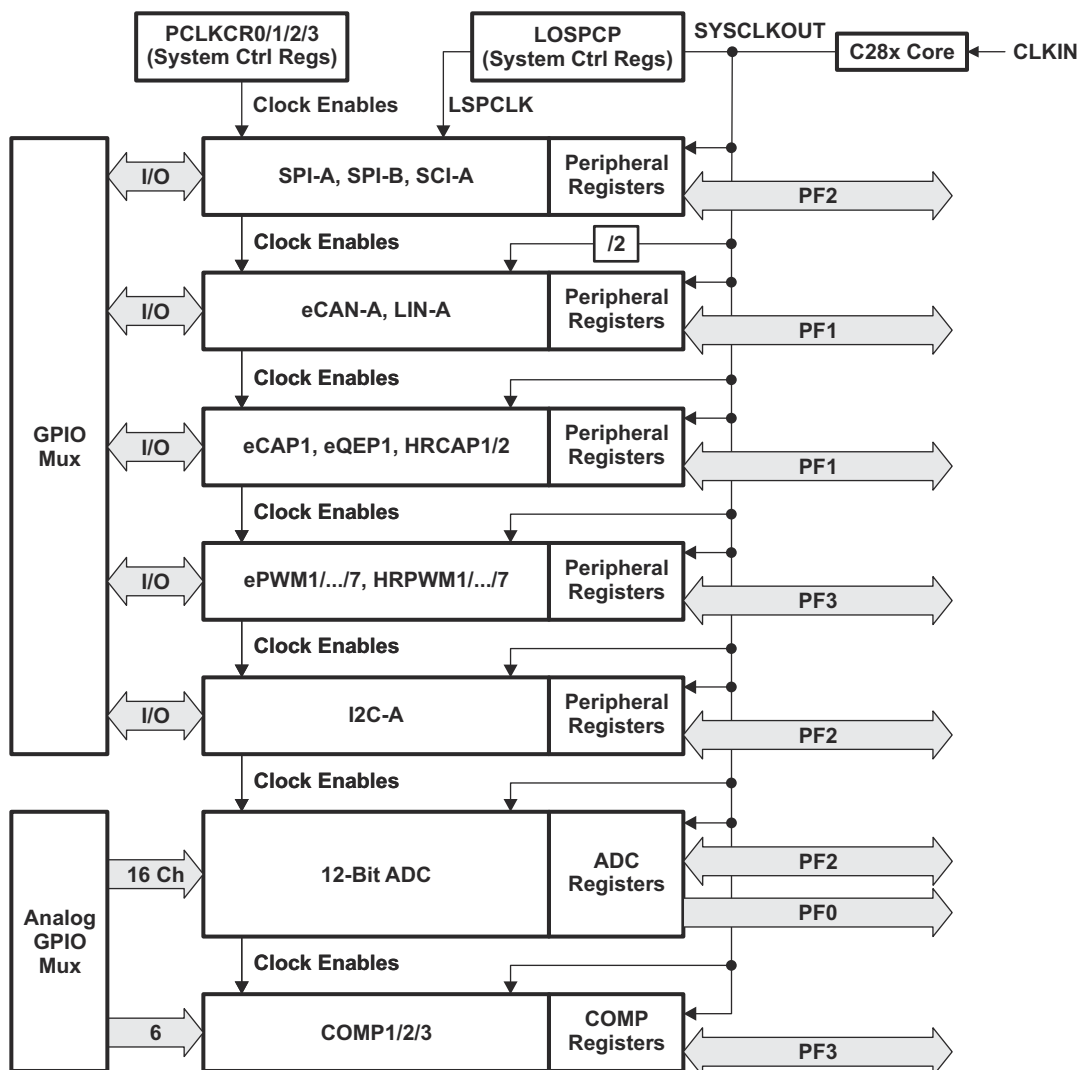 PCLKCR0/1/2/3
(System Ctrl Regs)
LOSPCP
(System Ctrl Regs)
SYSCLKOUT
C28x Core
CLKIN
Clock Enables
LSPCLK
I/O
SPI-A, SPI-B, SCI-A
Peripheral
Registers
PF2
Clock Enables
/2
I/O
eCAN-A, LIN-A
Peripheral
Registers
PF1
Clock Enables
GPIO
Mux
I/O
eCAP1, eQEP1, HRCAP1/2
Peripheral
Registers
PF1
Clock Enables
I/O
ePWM1/.../7, HRPWM1/.../7
Peripheral
Registers
PF3
Clock Enables
I/O
I2C-A
Peripheral
Registers
PF2
Clock Enables
Analog
GPIO
Mux
16 Ch
12-Bit ADC
ADC
Registers
PF2
PF0
Clock Enables
6
COMP1/2/3
COMP
Registers
PF3